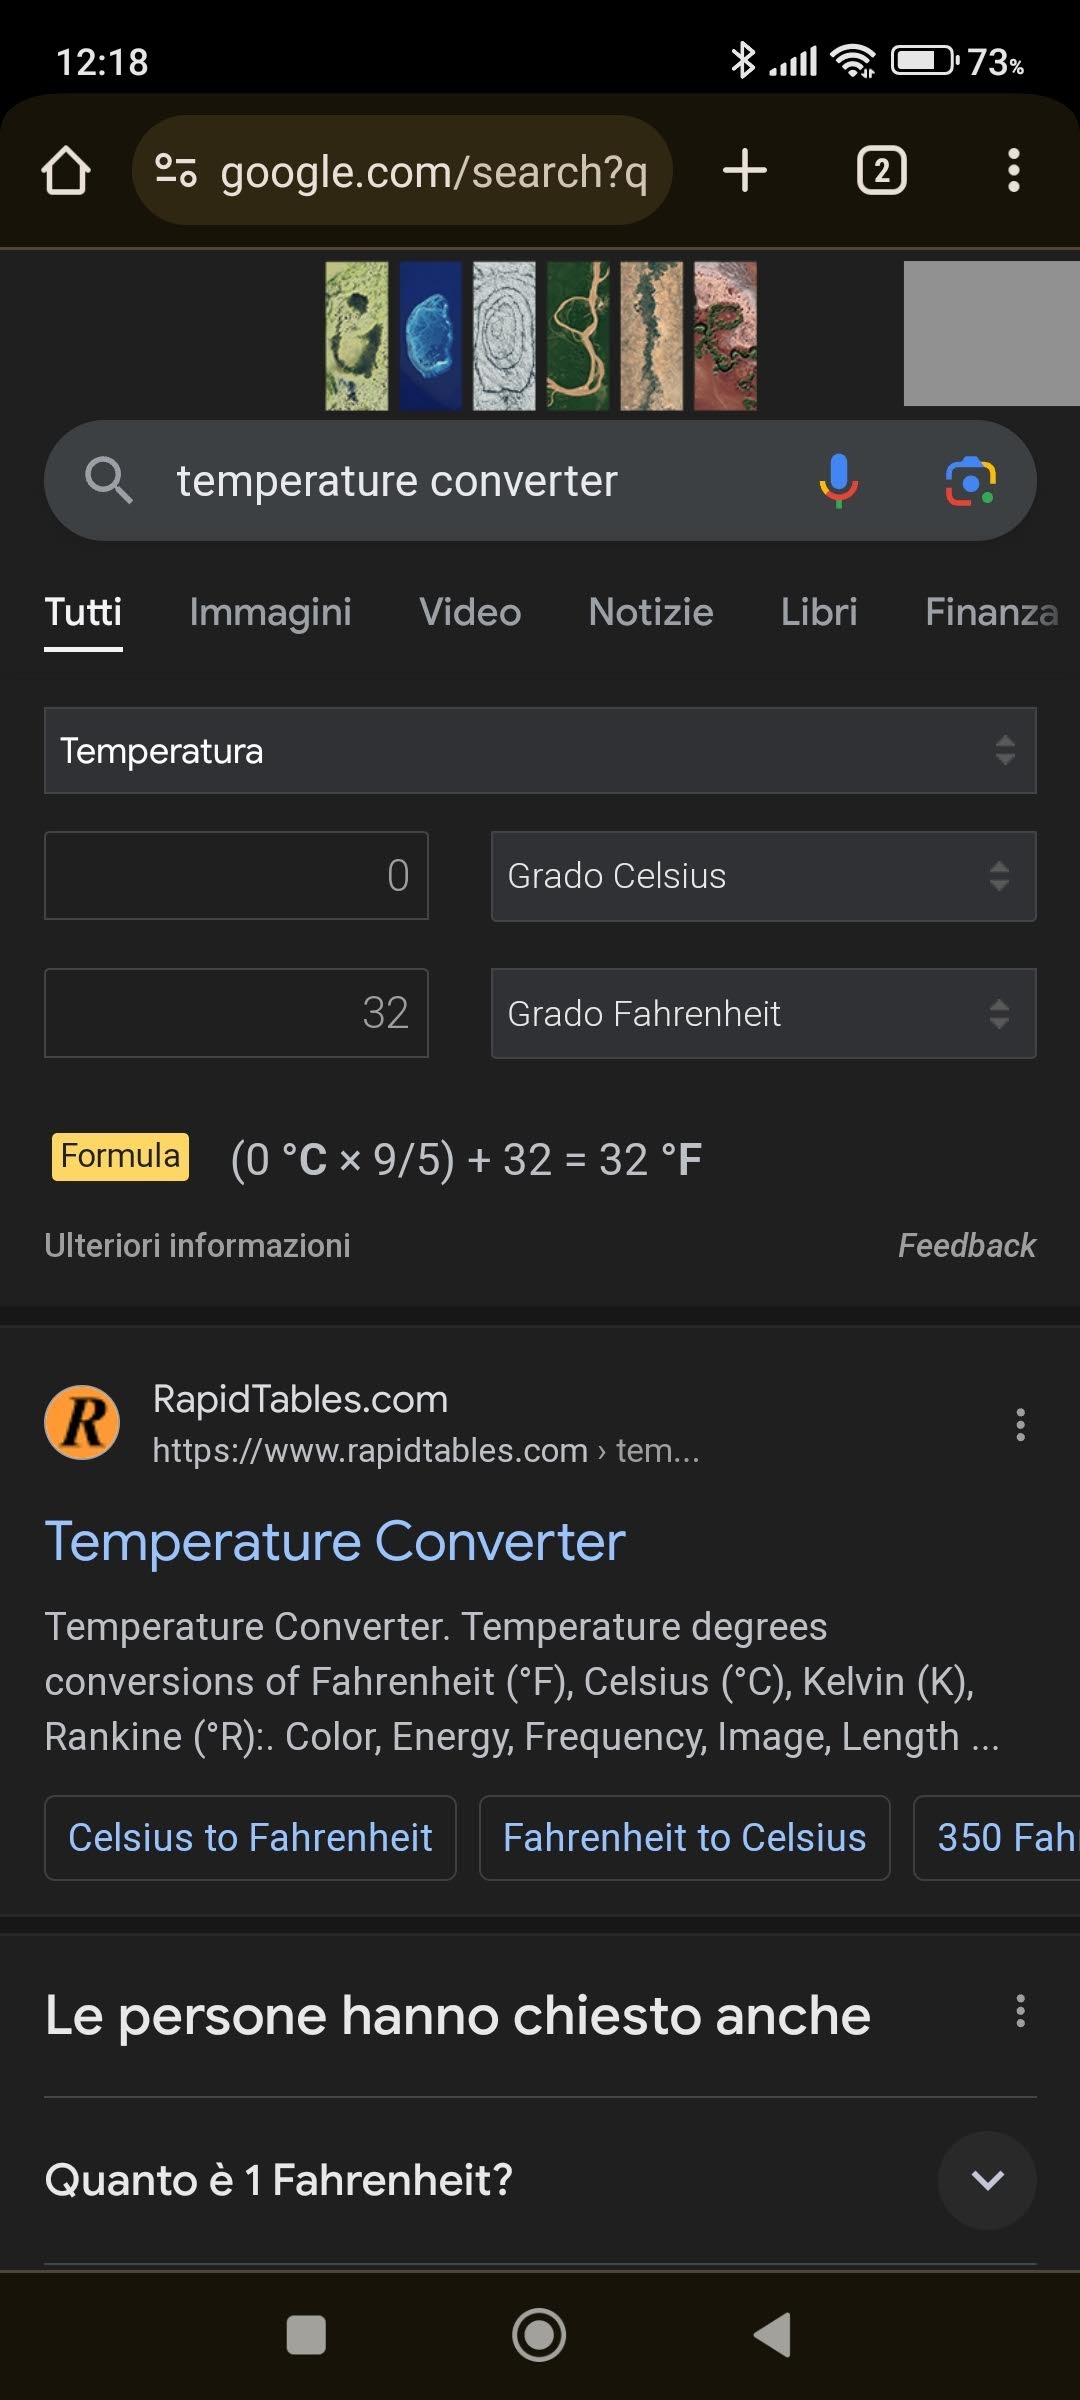 12:18
73%
google.com/search?q
2
temperature converter
Tutti Immagini Video Notizie Libri Finanza
Temperatura
0 Grado Celsius
32 Grado Fahrenheit
Formula (0 °C × 9/5) + 32 = 32 °F
Ulteriori informazioni Feedback
R
RapidTables.com
https://www.rapidtables.com › tem...
Temperature Converter
Temperature Converter. Temperature degrees
conversions of Fahrenheit (°F), Celsius (°C), Kelvin (K),
Rankine (°R):. Color, Energy, Frequency, Image, Length ...
Celsius to Fahrenheit Fahrenheit to Celsius 350 Fah
Le persone hanno chiesto anche
Quanto è 1 Fahrenheit?